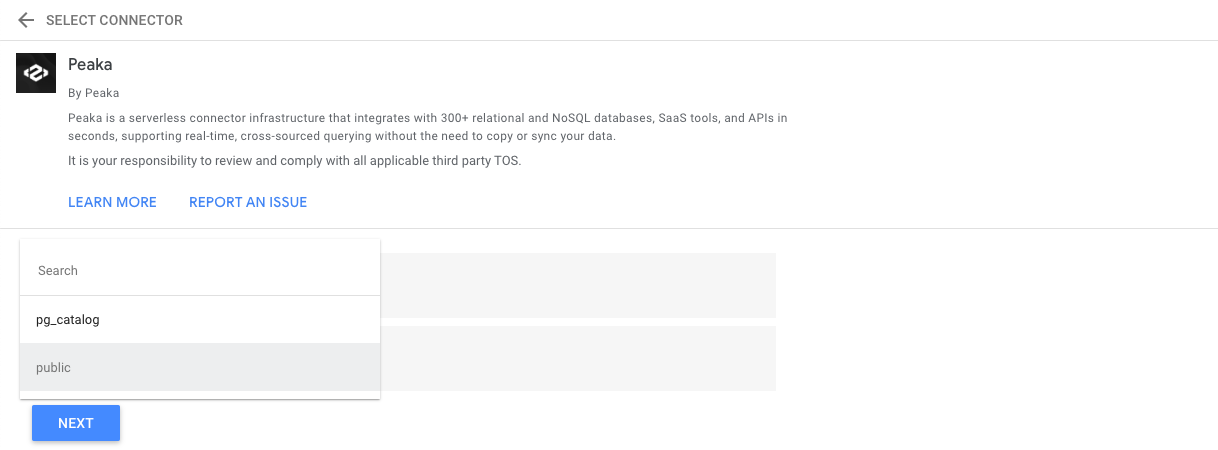 SELECT CONNECTOR
Peaka
By Peaka
Peaka is a serverless connector infrastructure that integrates with 300+ relational and NoSQL databases, SaaS tools, and APIs in
seconds, supporting real-time, cross-sourced querying without the need to copy or sync your data.
It is your responsibility to review and comply with all applicable third party TOS.
LEARN MORE REPORT AN ISSUE
Search
pg_catalog
public
NEXT